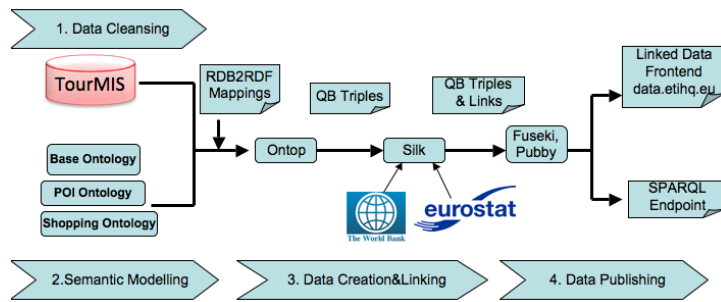 1. Data Cleansing
TourMIS
RDB2RDF
Mappings
QB Triples
QB Triples
& Links
Linked Data
Frontend
data.etihq.eu
Base Ontology
POI Ontology
Shopping Ontology
Ontop
Silk
Fuseki,
Pubby
The World Bank
eurostat
SPARQL
Endpoint
2.Semantic Modelling
3. Data Creation&Linking
4. Data Publishing